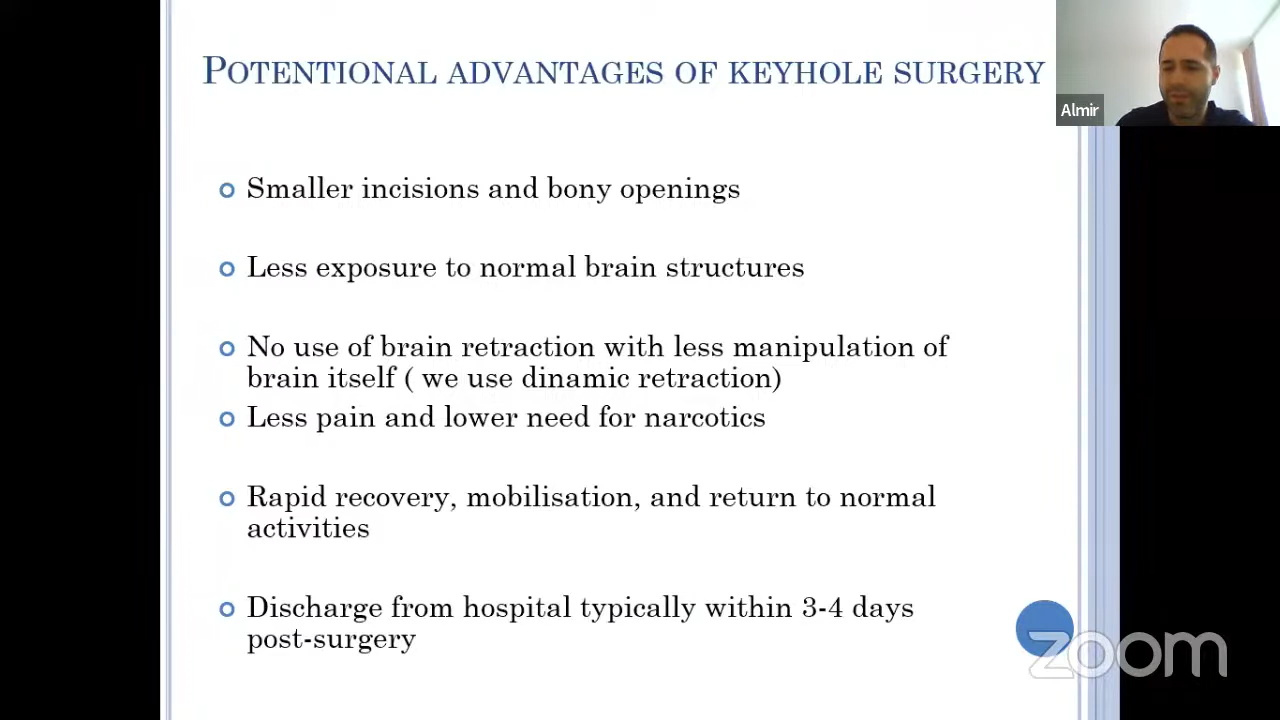 POTENTIONAL ADVANTAGES OF KEYHOLE SURGERY
Almir
Smaller incisions and bony openings
Less exposure to normal brain structures
No use of brain retraction with less manipulation of
brain itself ( we use dinamic retraction)
Less pain and lower need for narcotics
Rapid recovery, mobilisation, and return to normal
activities
Discharge from hospital typically within 3-4 days
post-surgery
zoom